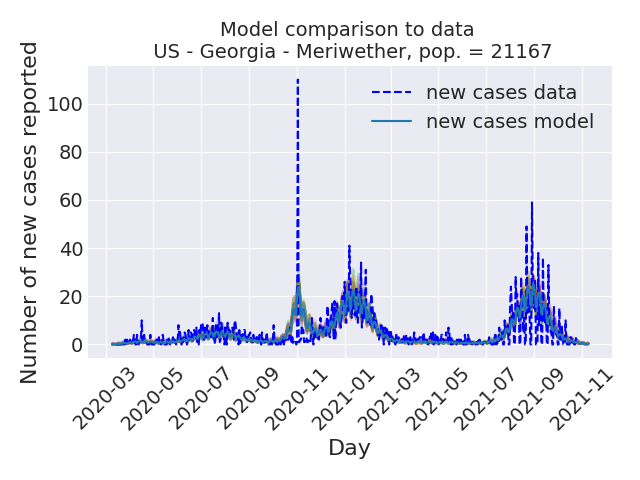 Model comparison to data
US - Georgia - Meriwether, pop. = 21167
Number of new cases reported
100
80
60
40
20
0
new cases data
new cases model
2020-03
2020-05
2020-07
2020-09
2020-11
2021-01
2021-03
2021-05
2021-07
2021-09
2021-11
Day